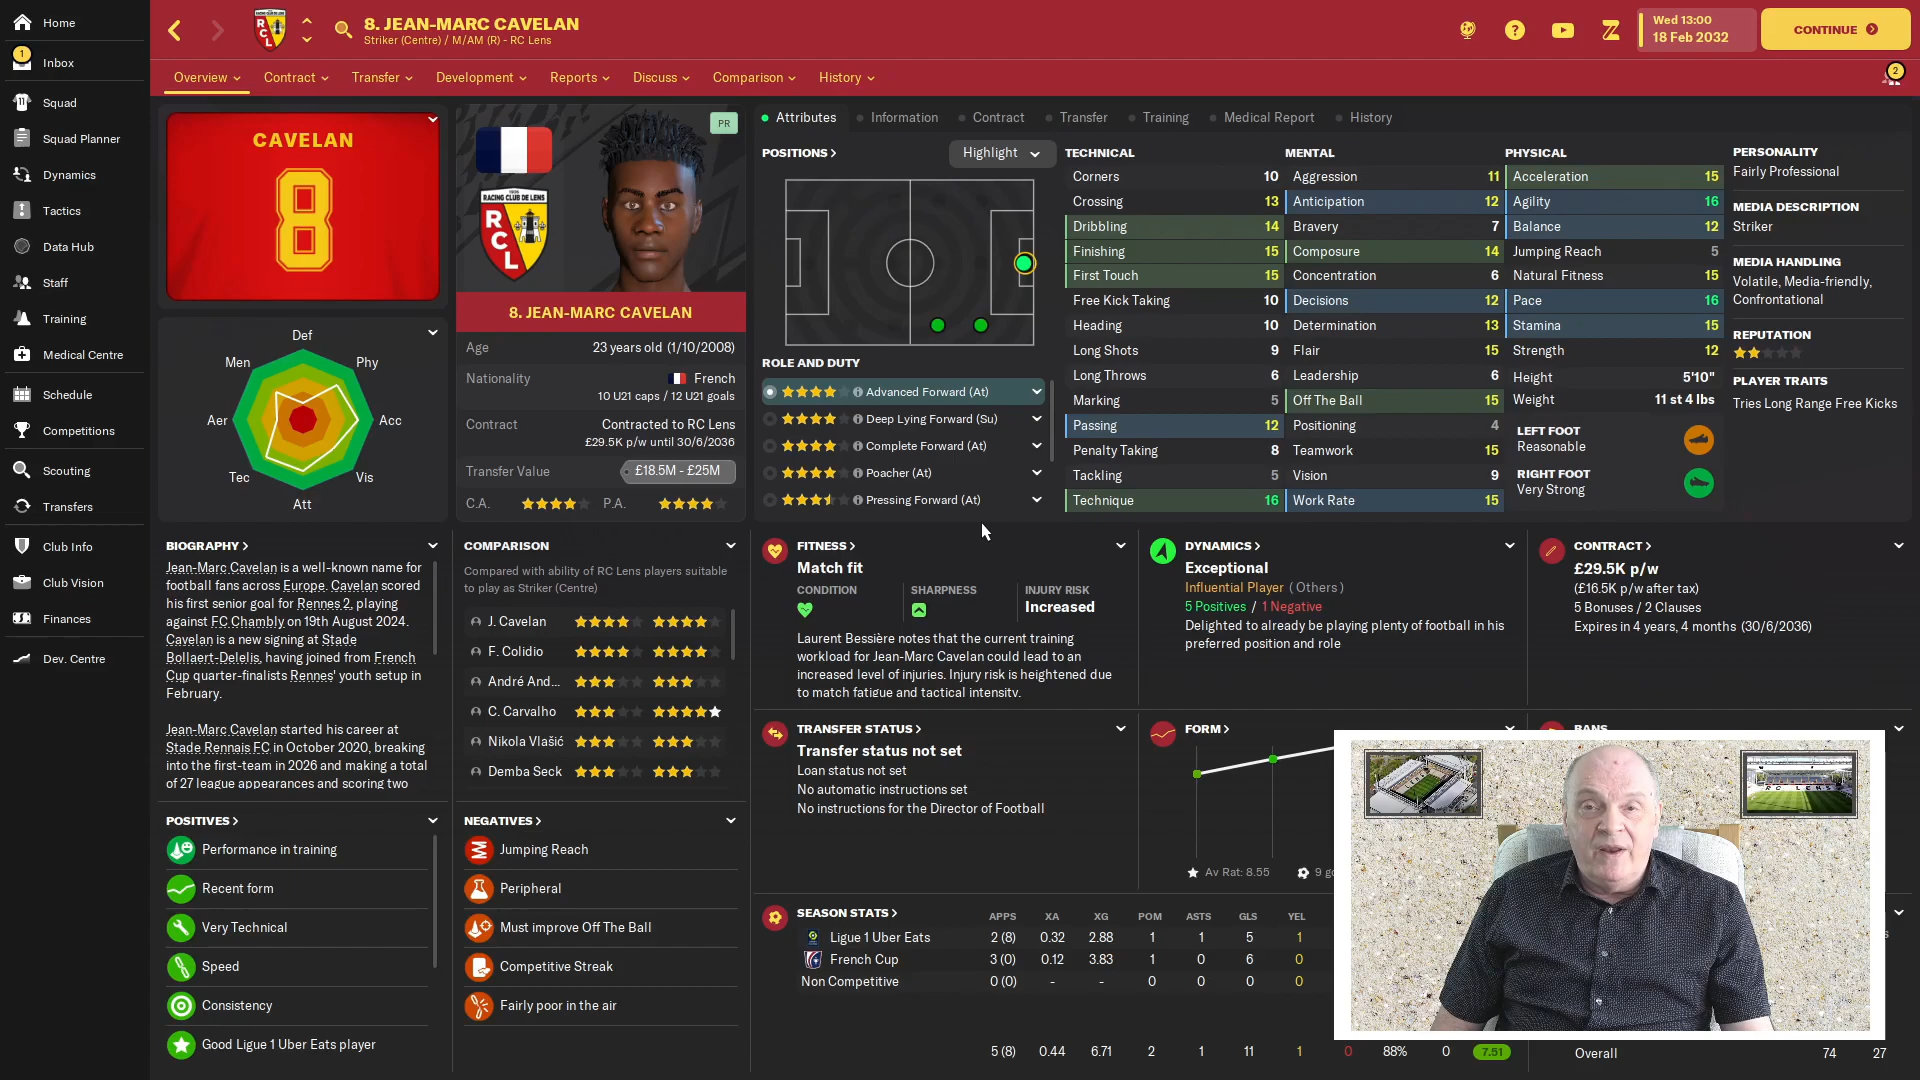 Home
1
Inbox
Squad
Squad Planner
Dynamics
Tactics
Data Hub
Staff
Training
Medical Centre
Schedule
Competitions
Scouting
Transfers
Club Info
Club Vision
Finances
Dev. Centre
8. JEAN-MARC CAVELAN
Striker (Centre) / M/AM (R) - RC Lens
Wed 13:00
18 Feb 2032
CONTINUE
Overview
Contract
Transfer
Development
Reports
Discuss
Comparison
History
2
CAVELAN
8
Def
Men
Phy
Aer
Acc
Tec
Vis
Att
PR
1906
RACING CLUB DE LENS
RCL
8. JEAN-MARC CAVELAN
Age 23 years old (1/10/2008)
Nationality French
10 U21 caps / 12 U21 goals
Contract Contracted to RC Lens
£29.5K p/w until 30/6/2036
Transfer Value £18.5M - £25M
C.A. P.A.
Attributes
Information
Contract
Transfer
Training
Medical Report
History
POSITIONS >
Highlight
ROLE AND DUTY
Advanced Forward (At)
Deep Lying Forward (Su)
Complete Forward (At)
Poacher (At)
Pressing Forward (At)
TECHNICAL
Corners 10
Crossing 13
Dribbling 14
Finishing 15
First Touch 15
Free Kick Taking 10
Heading 10
Long Shots 9
Long Throws 6
Marking 5
Passing 12
Penalty Taking 8
Tackling 5
Technique 16
MENTAL
Aggression 11
Anticipation 12
Bravery 7
Composure 14
Concentration 6
Decisions 12
Determination 13
Flair 15
Leadership 6
Off The Ball 15
Positioning 4
Teamwork 15
Vision 9
Work Rate 15
PHYSICAL
Acceleration 15
Agility 16
Balance 12
Jumping Reach 5
Natural Fitness 15
Pace 16
Stamina 15
Strength 12
Height 5'10"
Weight 11 st 4 lbs
LEFT FOOT
Reasonable
RIGHT FOOT
Very Strong
PERSONALITY
Fairly Professional
MEDIA DESCRIPTION
Striker
MEDIA HANDLING
Volatile, Media-friendly,
Confrontational
REPUTATION
PLAYER TRAITS
Tries Long Range Free Kicks
BIOGRAPHY >
Jean-Marc Cavelan is a well-known name for
football fans across Europe. Cavelan scored
his first senior goal for Rennes 2, playing
against FC Chambly on 19th August 2024.
Cavelan is a new signing at Stade
Bollaert-Delelis, having joined from French
Cup quarter-finalists Rennes' youth setup in
February.
Jean-Marc Cavelan started his career at
Stade Rennais FC in October 2020, breaking
into the first-team in 2026 and making a total
of 27 league appearances and scoring two
COMPARISON
Compared with ability of RC Lens players suitable
to play as Striker (Centre)
J. Cavelan
F. Colidio
André And...
C. Carvalho
Nikola Vlašić
Demba Seck
FITNESS >
Match fit
CONDITION
SHARPNESS
INJURY RISK
Increased
Laurent Bessière notes that the current training
workload for Jean-Marc Cavelan could lead to an
increased level of injuries. Injury risk is heightened due
to match fatigue and tactical intensity.
DYNAMICS >
Exceptional
Influential Player ( Others )
5 Positives / 1 Negative
Delighted to already be playing plenty of football in his
preferred position and role
CONTRACT >
£29.5K p/w
(£16.5K p/w after tax)
5 Bonuses / 2 Clauses
Expires in 4 years, 4 months (30/6/2036)
TRANSFER STATUS >
Transfer status not set
Loan status not set
No automatic instructions set
No instructions for the Director of Football
FORM >
Av Rat: 8.55
BANS
POSITIVES >
Performance in training
Recent form
Very Technical
Speed
Consistency
Good Ligue 1 Uber Eats player
NEGATIVES >
Jumping Reach
Peripheral
Must improve Off The Ball
Competitive Streak
Fairly poor in the air
SEASON STATS > APPS XA XG POM ASTS GLS YEL
Ligue 1 Uber Eats 2 (8) 0.32 2.88 1 1 5 1
French Cup 3 (0) 0.12 3.83 1 0 6 0
Non Competitive 0 (0) - - 0 0 0 0
5 (8) 0.44 6.71 2 1 11 1 0 88% 0 7.51
Overall 74 27
RC LENS